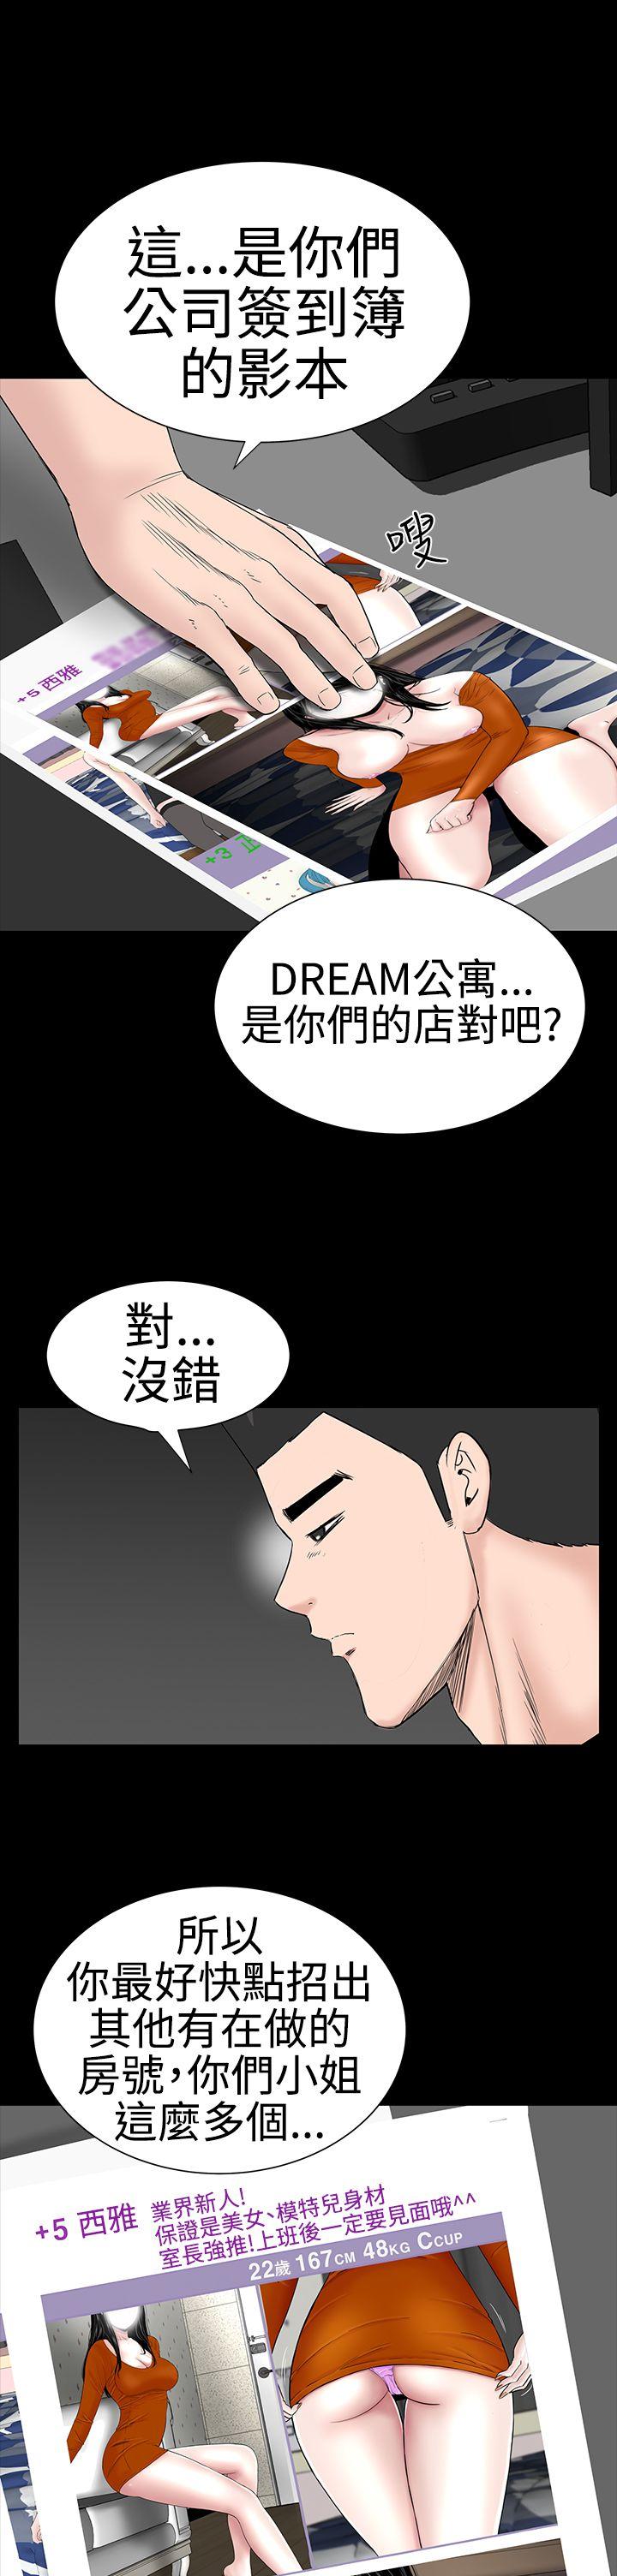 這...是你們
公司簽到簿
的影本
嗖
+5 西雅
+3 正
DREAM公寓...
是你們的店對吧?
對...
沒錯
所以
你最好快點招出
其他有在做的
房號,你們小姐
這麼多個...
+5 西雅
業界新人!
保證是美女、模特兒身材
室長強推!上班後一定要見面哦^^
22歲 167CM 48KG CCUP